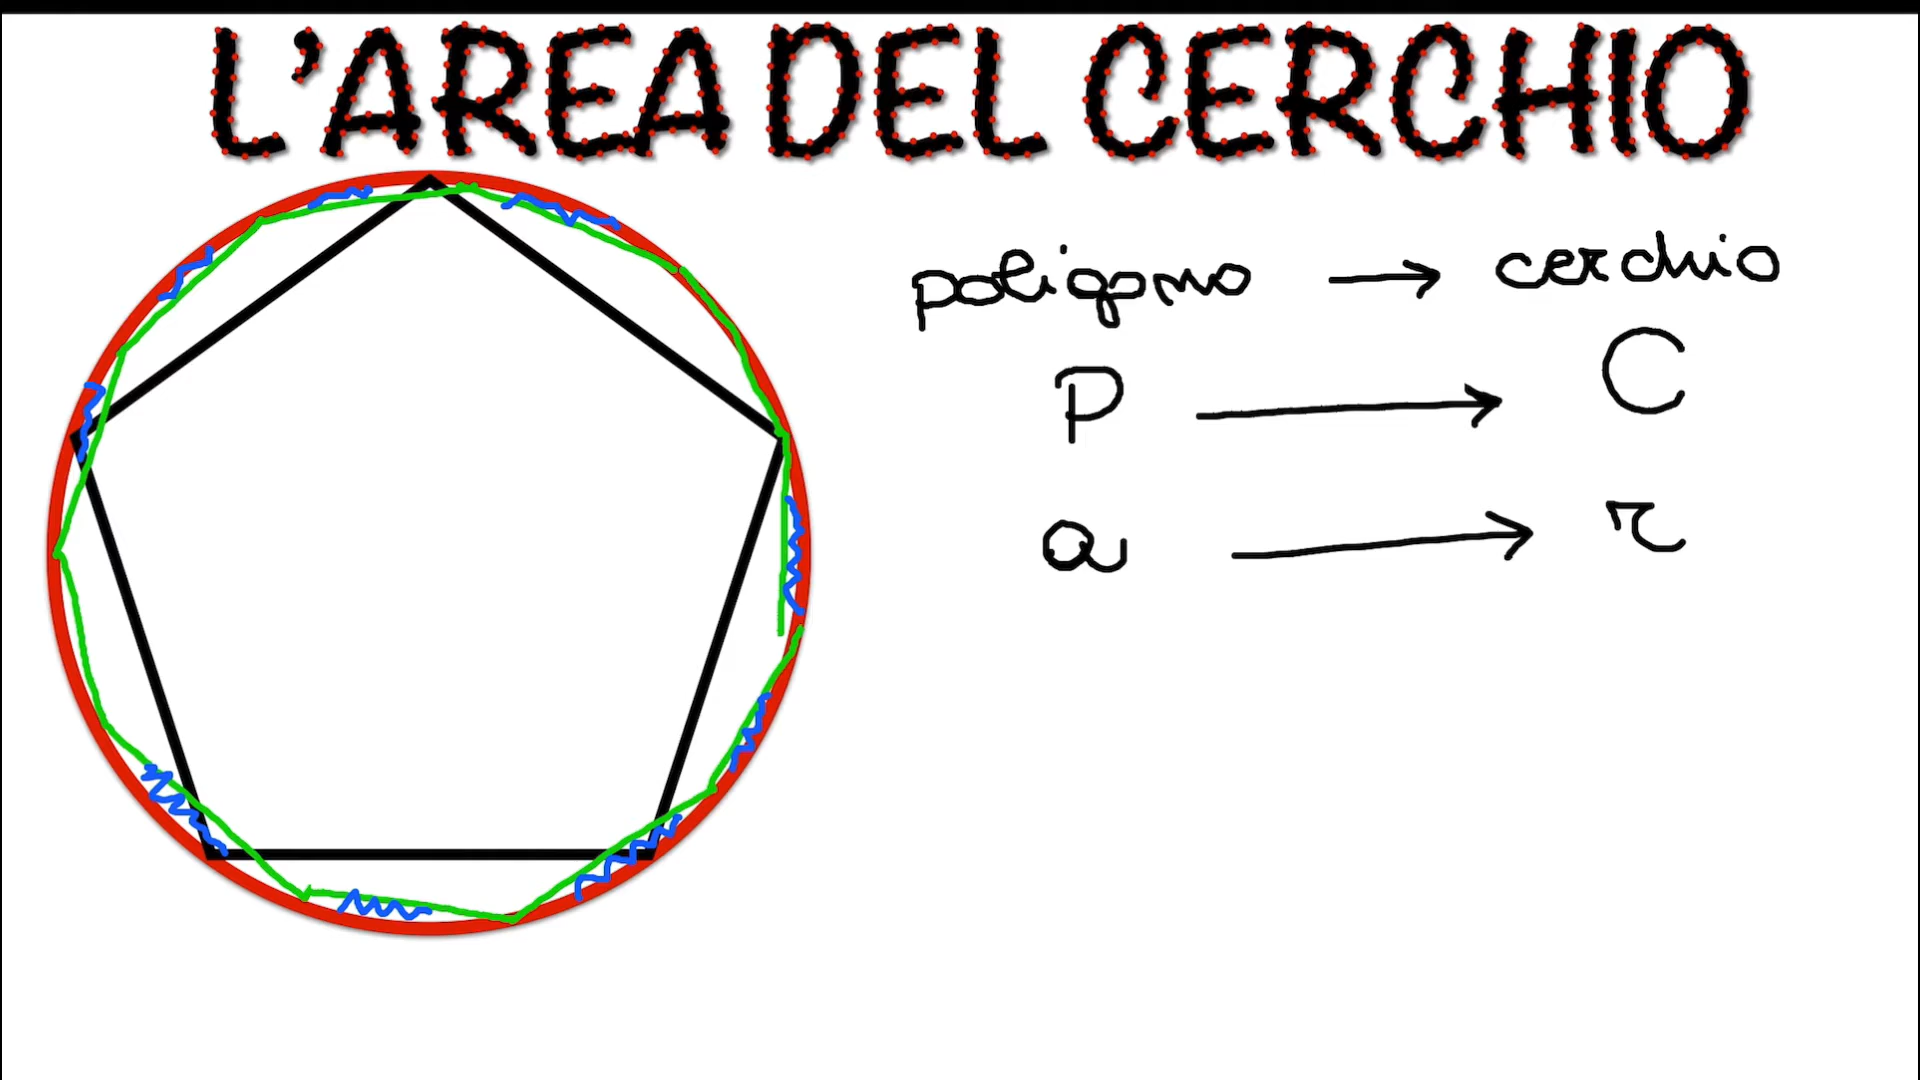 L'AREA DEL CERCHIO
poligono → cerchio
P → C
a → r